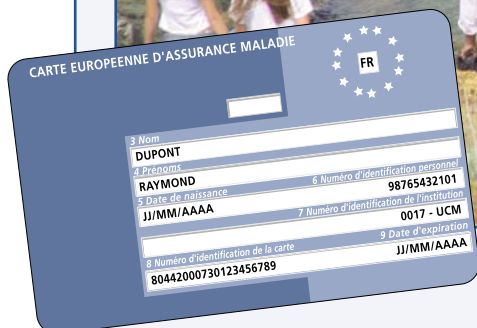 CARTE EUROPEENNE D'ASSURANCE MALADIE
FR
3 Nom
DUPONT
4 Prénoms
RAYMOND
5 Date de naissance 6 Numéro d'identification personnel
JJ/MM/AAAA 98765432101
7 Numéro d'identification de l'institution
0017 - UCM
8 Numéro d'identification de la carte 9 Date d'expiration
80442000730123456789 JJ/MM/AAAA